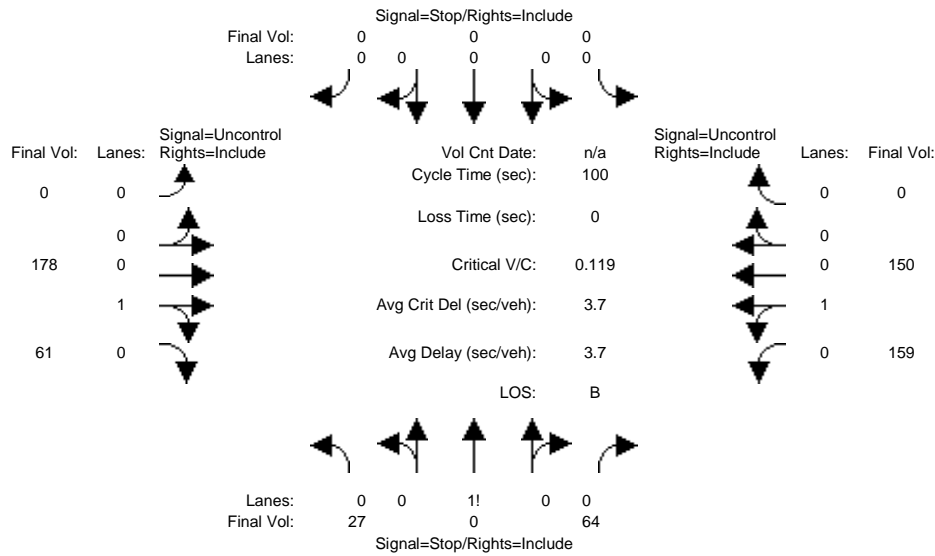 Signal=Stop/Rights=Include
Final Vol: 0 0 0
Lanes: 0 0 0 0 0
Signal=Uncontrol Signal=Uncontrol
Final Vol: Lanes: Rights=Include Vol Cnt Date: n/a Rights=Include Lanes: Final Vol:
Cycle Time (sec): 100
0 0 0 0
Loss Time (sec): 0
0 0
178 0 Critical V/C: 0.119 0 150
1 Avg Crit Del (sec/veh): 3.7 1
61 0 Avg Delay (sec/veh): 3.7 0 159
LOS: B
Lanes: 0 0 1! 0 0
Final Vol: 27 0 64
Signal=Stop/Rights=Include